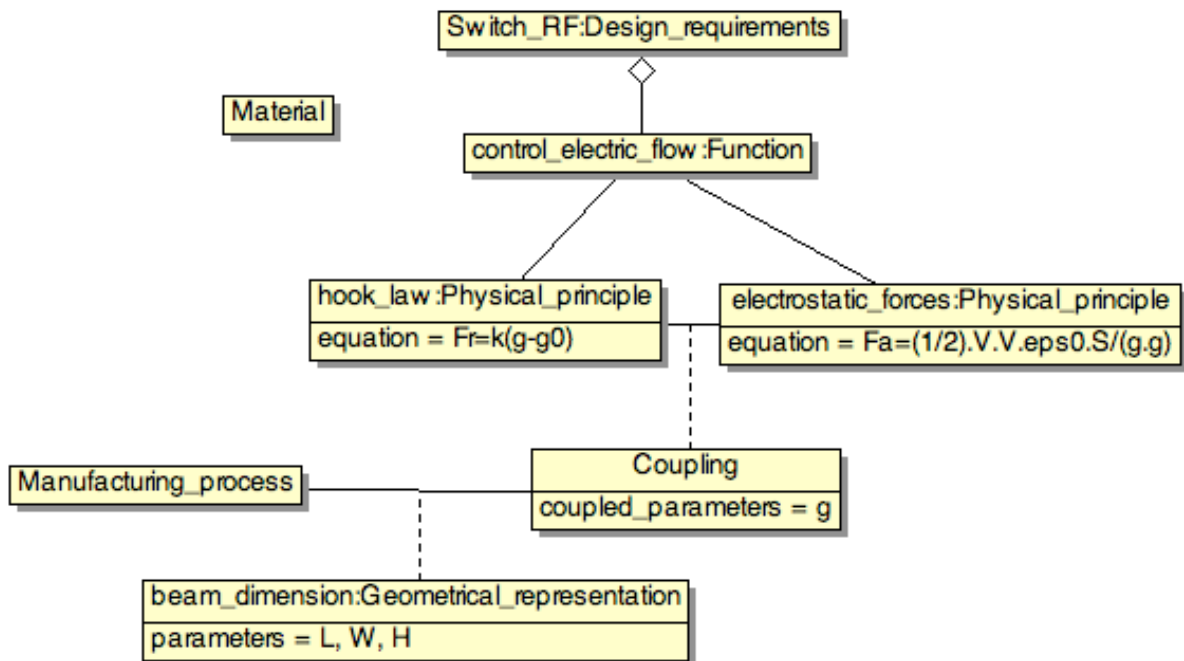 Switch_RF:Design_requirements
Material
control_electric_flow:Function
hook_law:Physical_principle
equation = Fr=k(g-g0)
electrostatic_forces:Physical_principle
equation = Fa=(1/2).V.V.eps0.S/(g.g)
Coupling
coupled_parameters = g
Manufacturing_process
beam_dimension:Geometrical_representation
parameters = L, W, H